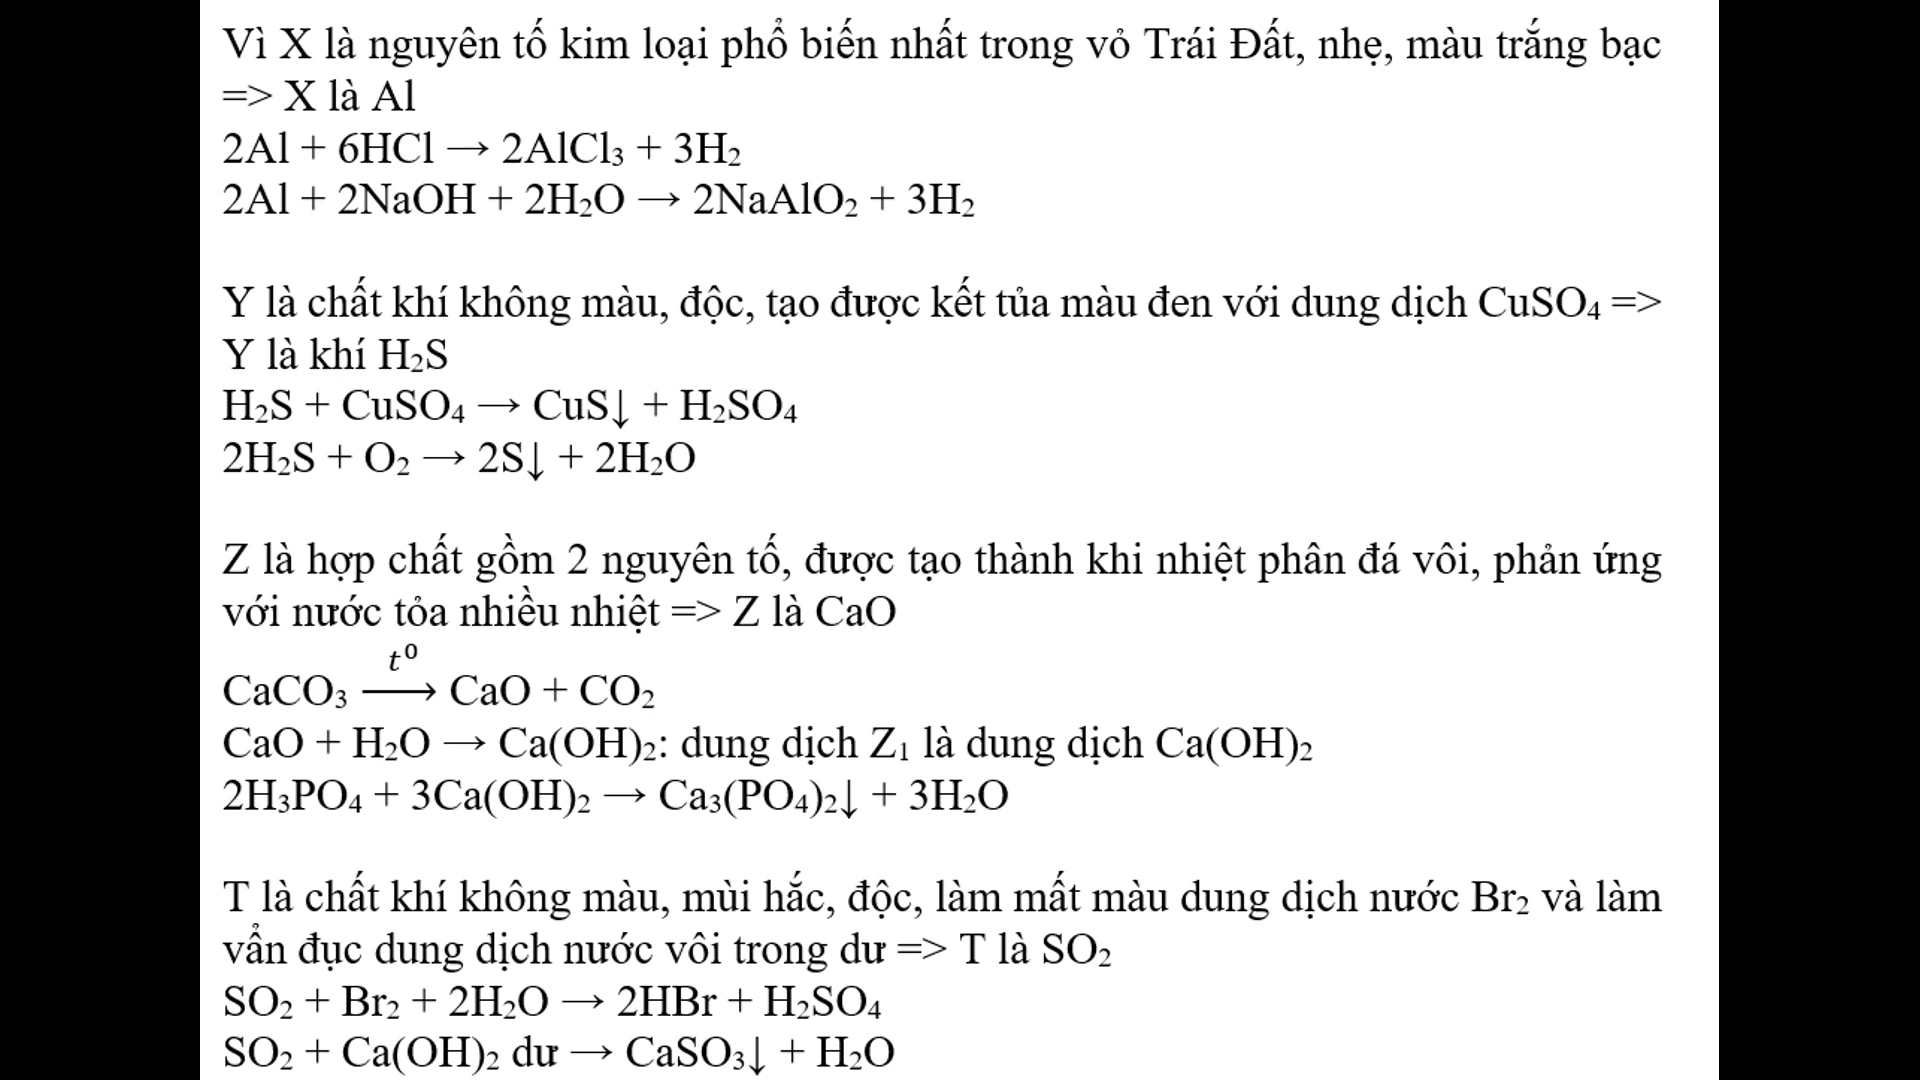 Vì X là nguyên tố kim loại phổ biến nhất trong vỏ Trái Đất, nhẹ, màu trắng bạc
=> X là Al
2Al + 6HCl → 2AlCl₃ + 3H₂
2Al + 2NaOH + 2H₂O → 2NaAlO₂ + 3H₂
Y là chất khí không màu, độc, tạo được kết tủa màu đen với dung dịch CuSO₄ =>
Y là khí H₂S
H₂S + CuSO₄ → CuS↓ + H₂SO₄
2H₂S + O₂ → 2S↓ + 2H₂O
Z là hợp chất gồm 2 nguyên tố, được tạo thành khi nhiệt phân đá vôi, phản ứng
với nước tỏa nhiều nhiệt => Z là CaO
t⁰
CaCO₃ ⟶ CaO + CO₂
CaO + H₂O → Ca(OH)₂: dung dịch Z₁ là dung dịch Ca(OH)₂
2H₃PO₄ + 3Ca(OH)₂ → Ca₃(PO₄)₂↓ + 3H₂O
T là chất khí không màu, mùi hắc, độc, làm mất màu dung dịch nước Br₂ và làm
vẩn đục dung dịch nước vôi trong dư => T là SO₂
SO₂ + Br₂ + 2H₂O → 2HBr + H₂SO₄
SO₂ + Ca(OH)₂ dư → CaSO₃↓ + H₂O